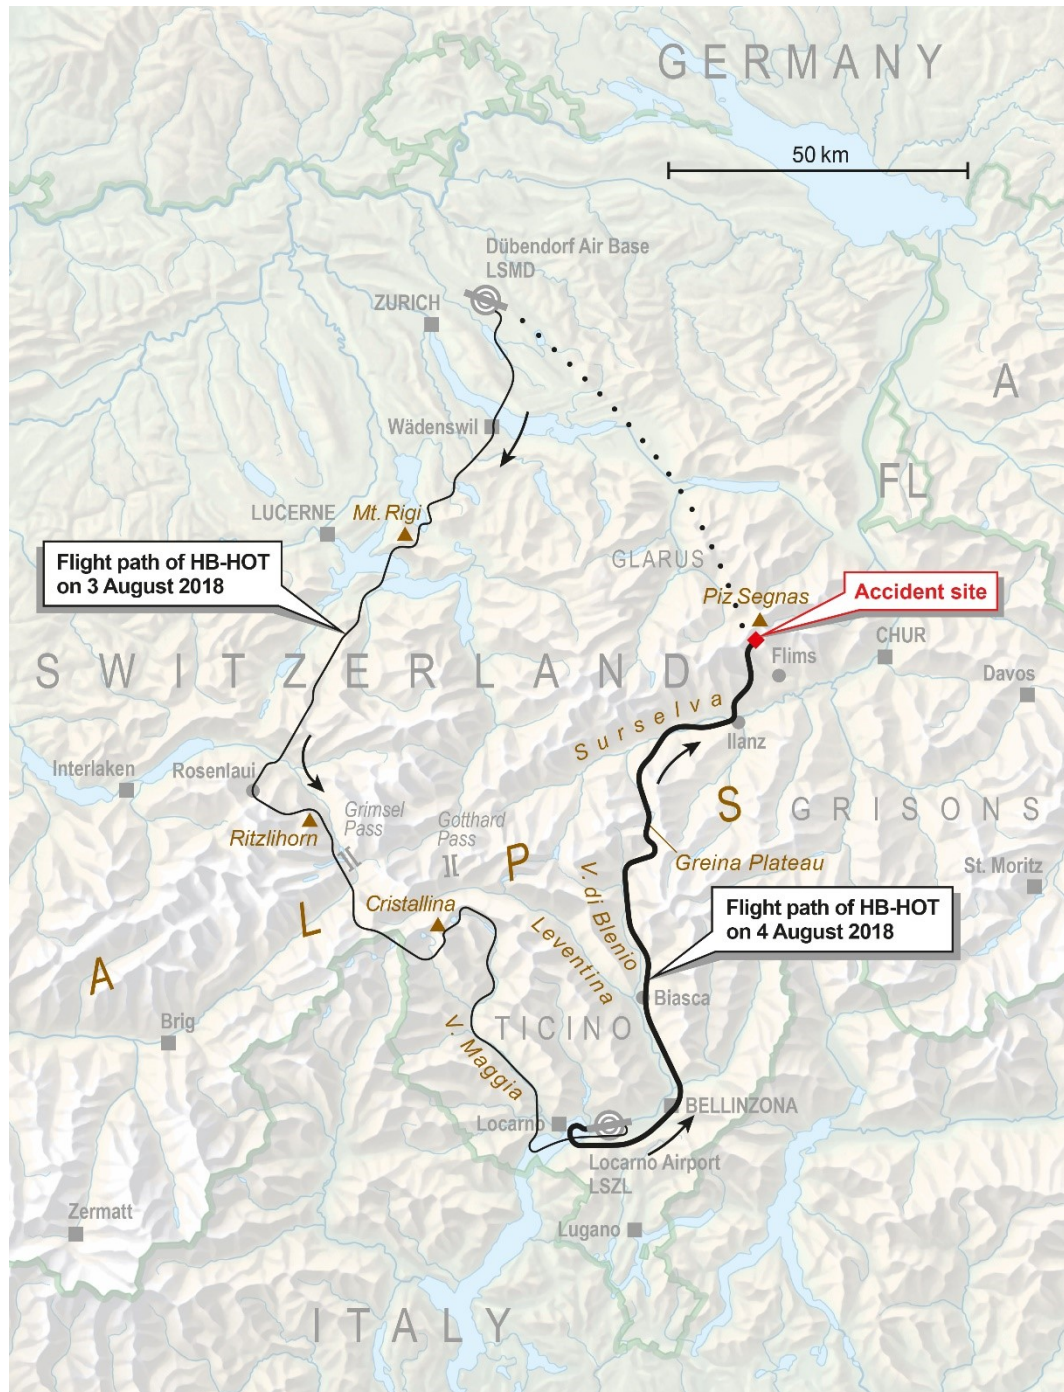 GERMANY
50 km
Dübendorf Air Base
LSMD
ZURICH
A
Wädenswil
FL
LUCERNE
Mt. Rigi
Flight path of HB-HOT
on 3 August 2018
GLARUS
Piz Segnas
Accident site
CHUR
SWITZERLAND
Flims
Davos
Surselva
Ilanz
Interlaken
Rosenlaui
Grimsel
Pass
Gotthard
Pass
Ritzlihorn
ALPS
GRISONS
Greina Plateau
St. Moritz
Cristallina
V. di Blenio
Leventina
Flight path of HB-HOT
on 4 August 2018
Biasca
Brig
TICINO
V. Maggia
BELLINZONA
Locarno
Locarno Airport
LSZL
Zermatt
Lugano
ITALY